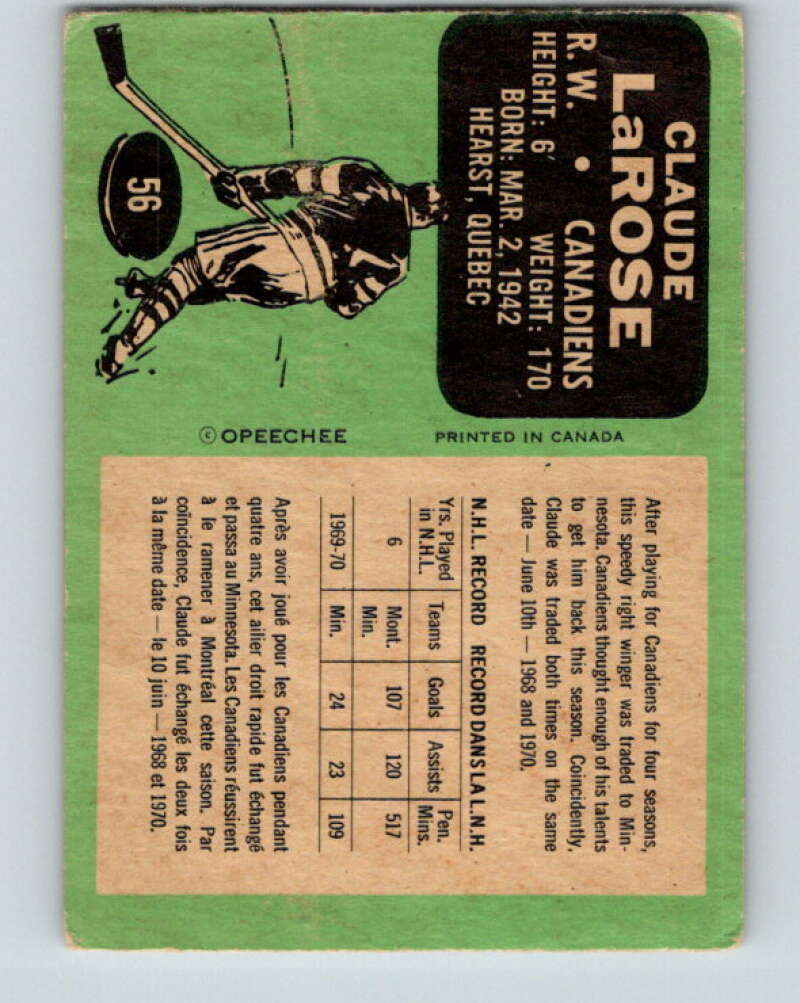 CLAUDE
LaROSE
R. W. • CANADIENS
HEIGHT: 6' WEIGHT: 170
BORN: MAR. 2, 1942
HEARST, QUEBEC
56
© OPEECHEE
PRINTED IN CANADA
After playing for Canadiens for four seasons,
this speedy right winger was traded to Min-
nesota. Canadiens thought enough of his talents
to get him back this season. Coincidently,
Claude was traded both times on the same
date — June 10th — 1968 and 1970.
N.H.L. RECORD RECORD DANS LA L.N.H.
Yrs. Played in N.H.L. Teams Goals Assists Pen. Mins.
6 Mont. Min. 107 120 517
1969-70 Min. 24 23 109
Après avoir joué pour les Canadiens pendant
quatre ans, cet ailier droit rapide fut échangé
et passa au Minnesota. Les Canadiens réussirent
à le ramener à Montréal cette saison. Par
coincidence, Claude fut échangé les deux fois
à la même date — le 10 juin — 1968 et 1970.